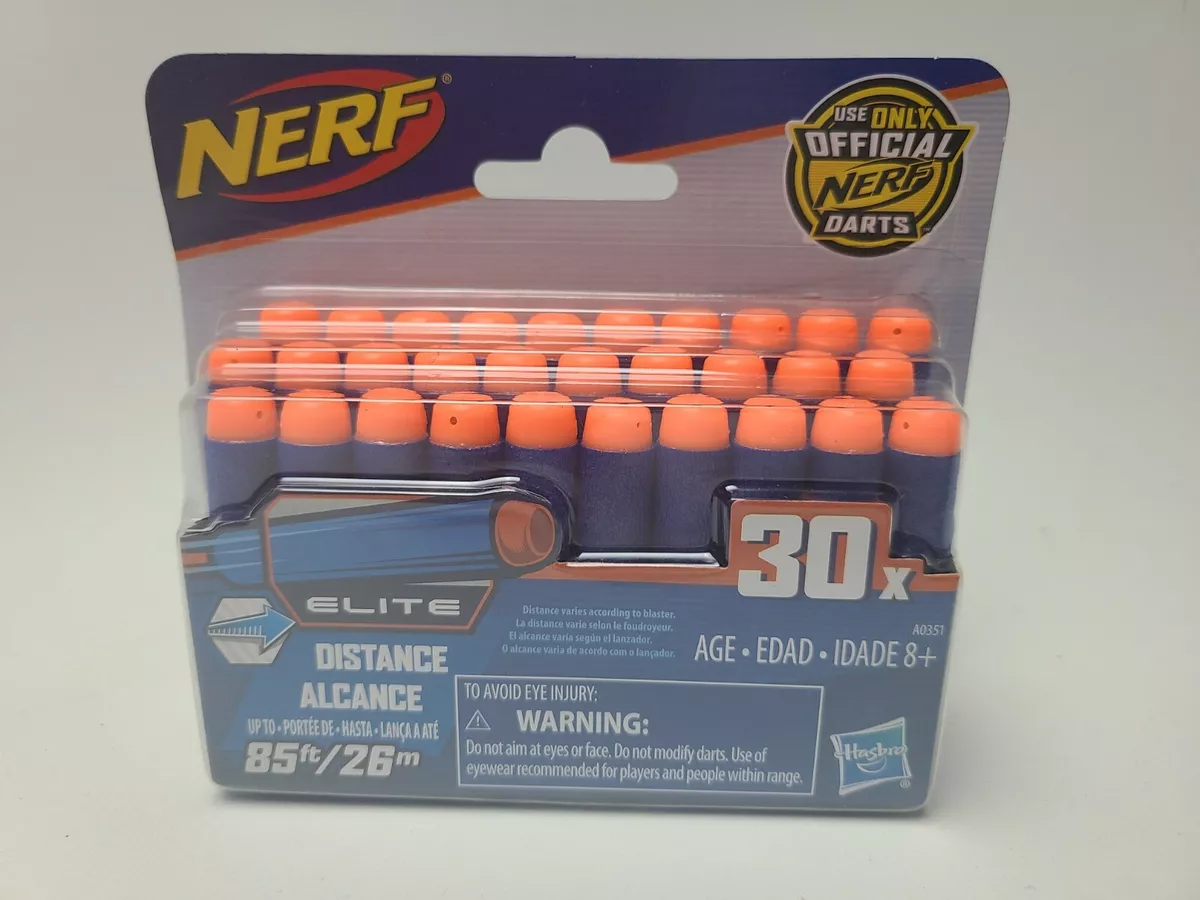 NERF®
USE ONLY
OFFICIAL
NERF
DARTS
30x
ELITE
Distance varies according to blaster.
La distance varie selon le foudroyeur.
El alcance varía según el lanzador.
O alcance varia de acordo com o lançador.
A0351
AGE • EDAD • IDADE 8+
DISTANCE
ALCANCE
UP TO • PORTÉE DE • HASTA • LANÇA A ATÉ
85ft/26m
TO AVOID EYE INJURY:
WARNING:
Do not aim at eyes or face. Do not modify darts. Use of
eyewear recommended for players and people within range.
Hasbro®